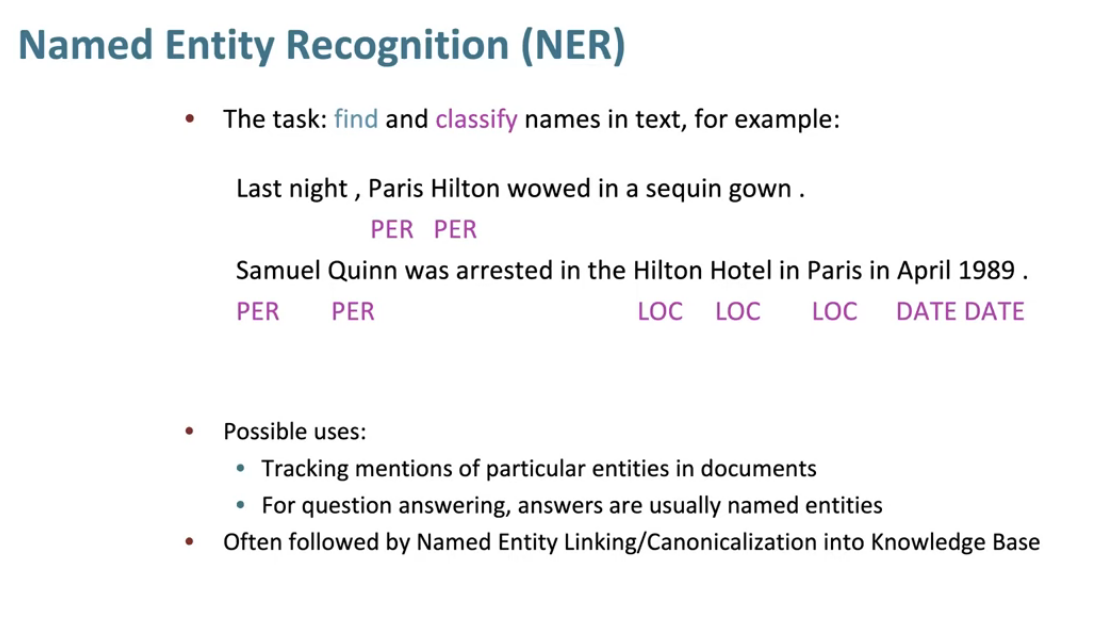 Named Entity Recognition (NER)
• The task: find and classify names in text, for example:
Last night , Paris Hilton wowed in a sequin gown .
PER PER
Samuel Quinn was arrested in the Hilton Hotel in Paris in April 1989 .
PER PER LOC LOC LOC DATE DATE
• Possible uses:
• Tracking mentions of particular entities in documents
• For question answering, answers are usually named entities
• Often followed by Named Entity Linking/Canonicalization into Knowledge Base